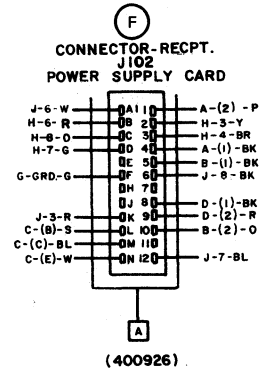 F
CONNECTOR-RECPT.
J102
POWER SUPPLY CARD
J-6-W A 1 A-(2)-P
H-6-R B 2 H-3-Y
H-8-O C 3 H-4-BR
H-7-G D 4 A-(1)-BK
E 5 B-(1)-BK
G-GRD.-G F 6 J-8-BK
H 7
J 8 D-(1)-BK
J-3-R K 9 D-(2)-R
C-(B)-S L 10 B-(2)-O
C-(C)-BL M 11
C-(E)-W N 12 J-7-BL
A
(400926)